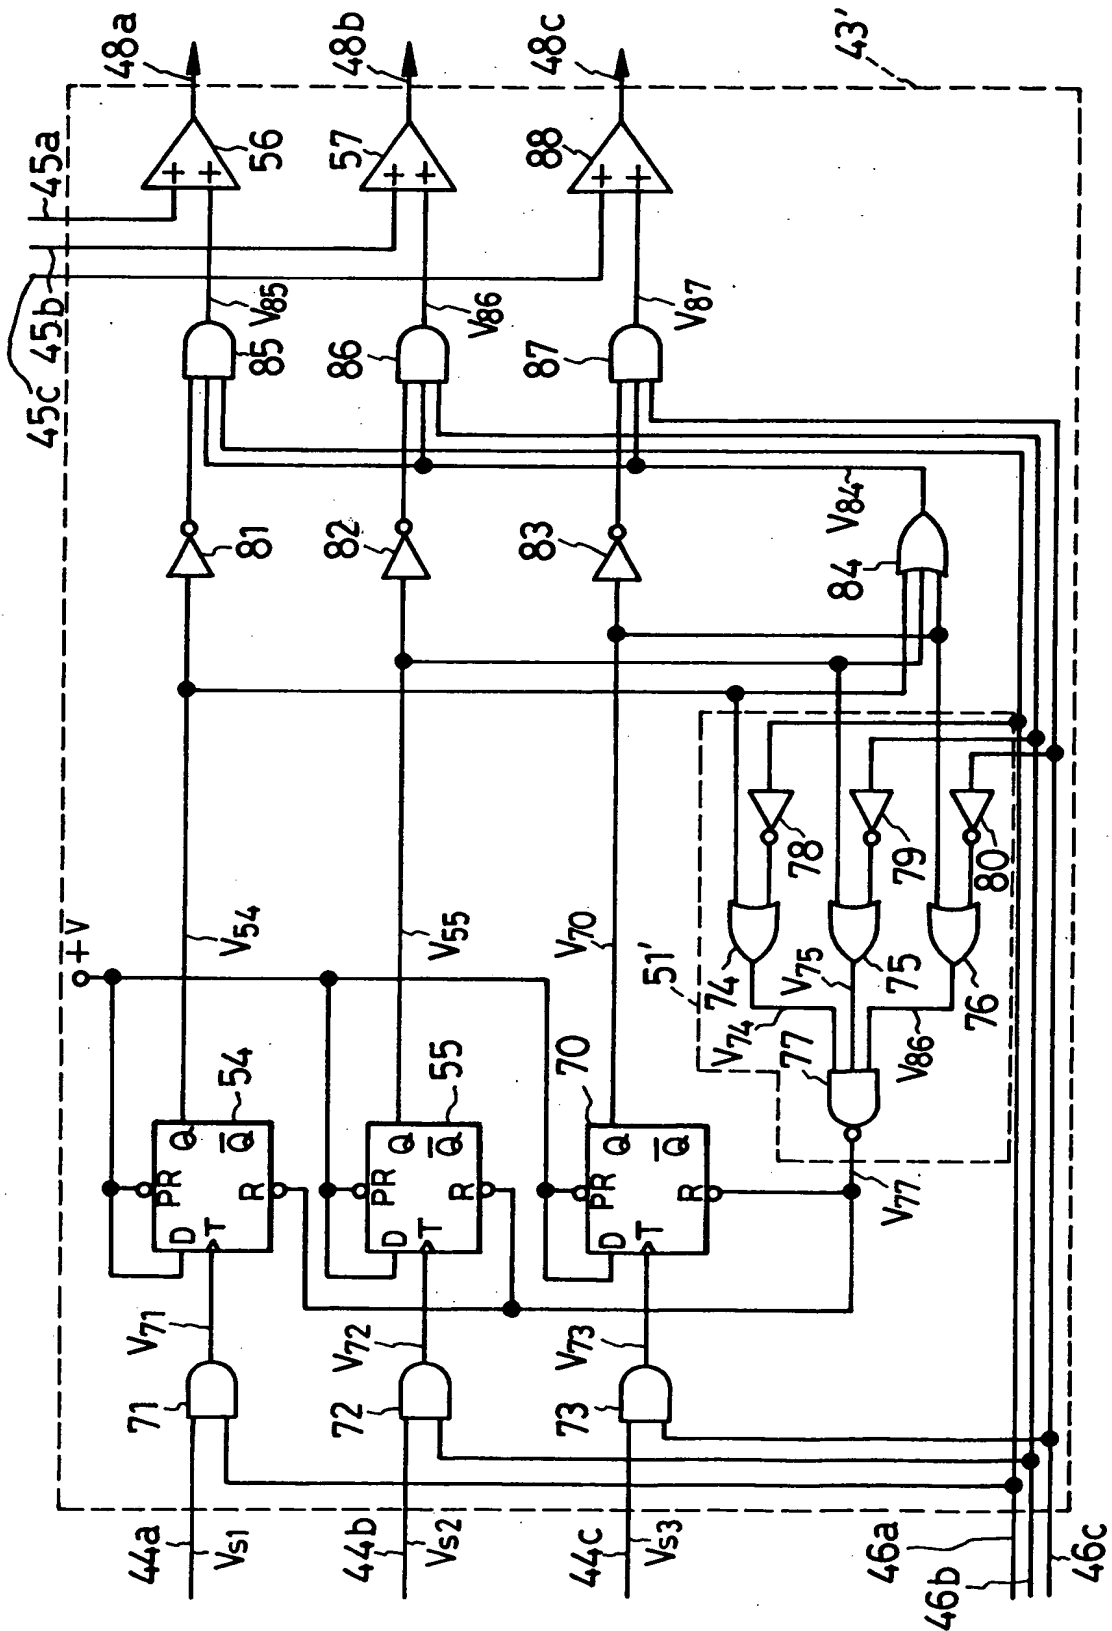 48a
48b
48c
43'
45a
45b
45c
56
57
88
+
+
+
+
+
+
V85
V86
V87
85
86
87
81
82
83
V84
84
+V
V54
V55
V70
51'
78
79
80
74
75
76
V74
V75
V86
77
V77
54
55
70
Q
Q
PR
R
D
T
Q
Q
PR
R
D
T
Q
Q
PR
R
D
T
V71
V72
V73
71
72
73
44a
Vs1
44b
Vs2
44c
Vs3
46a
46b
46c